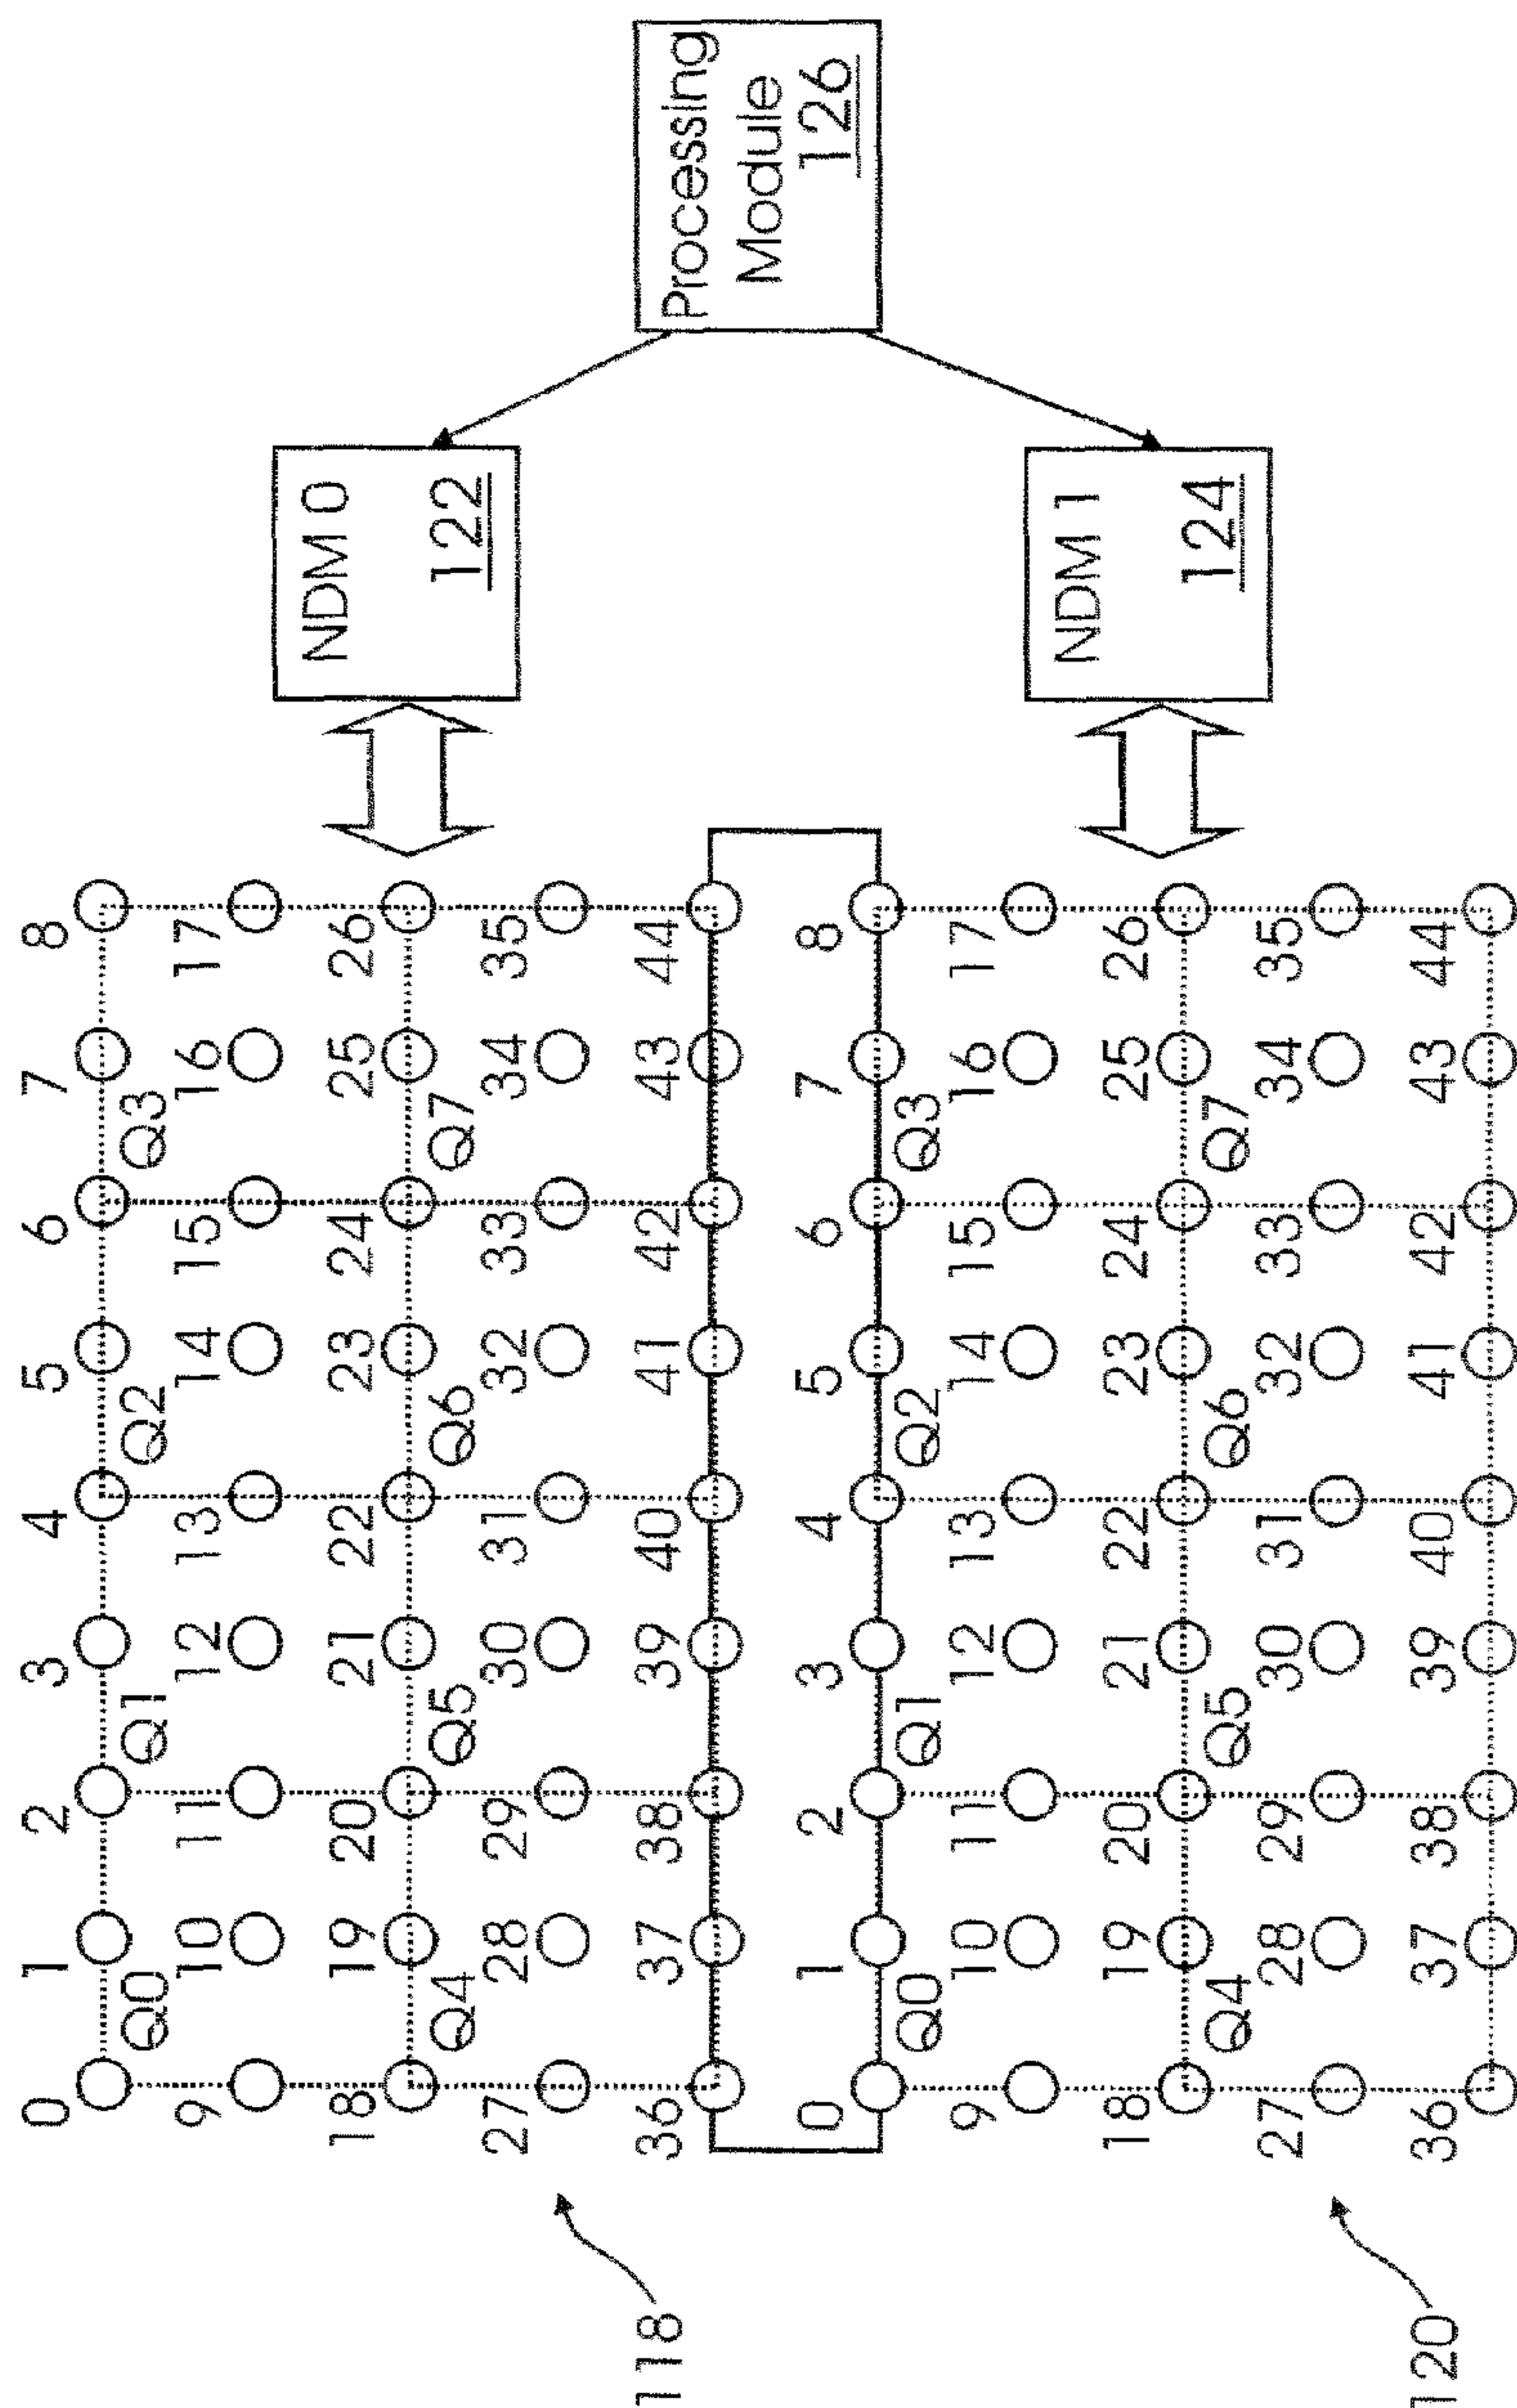 0 1 2 3 4 5 6 7 8
Q0 Q1 Q2 Q3
9 10 11 12 13 14 15 16 17
18 19 20 21 22 23 24 25 26
Q4 Q5 Q6 Q7
27 28 29 30 31 32 33 34 35
36 37 38 39 40 41 42 43 44
118
NDM 0
122
Processing
Module
126
0 1 2 3 4 5 6 7 8
Q0 Q1 Q2 Q3
9 10 11 12 13 14 15 16 17
18 19 20 21 22 23 24 25 26
Q4 Q5 Q6 Q7
27 28 29 30 31 32 33 34 35
36 37 38 39 40 41 42 43 44
120
NDM 1
124